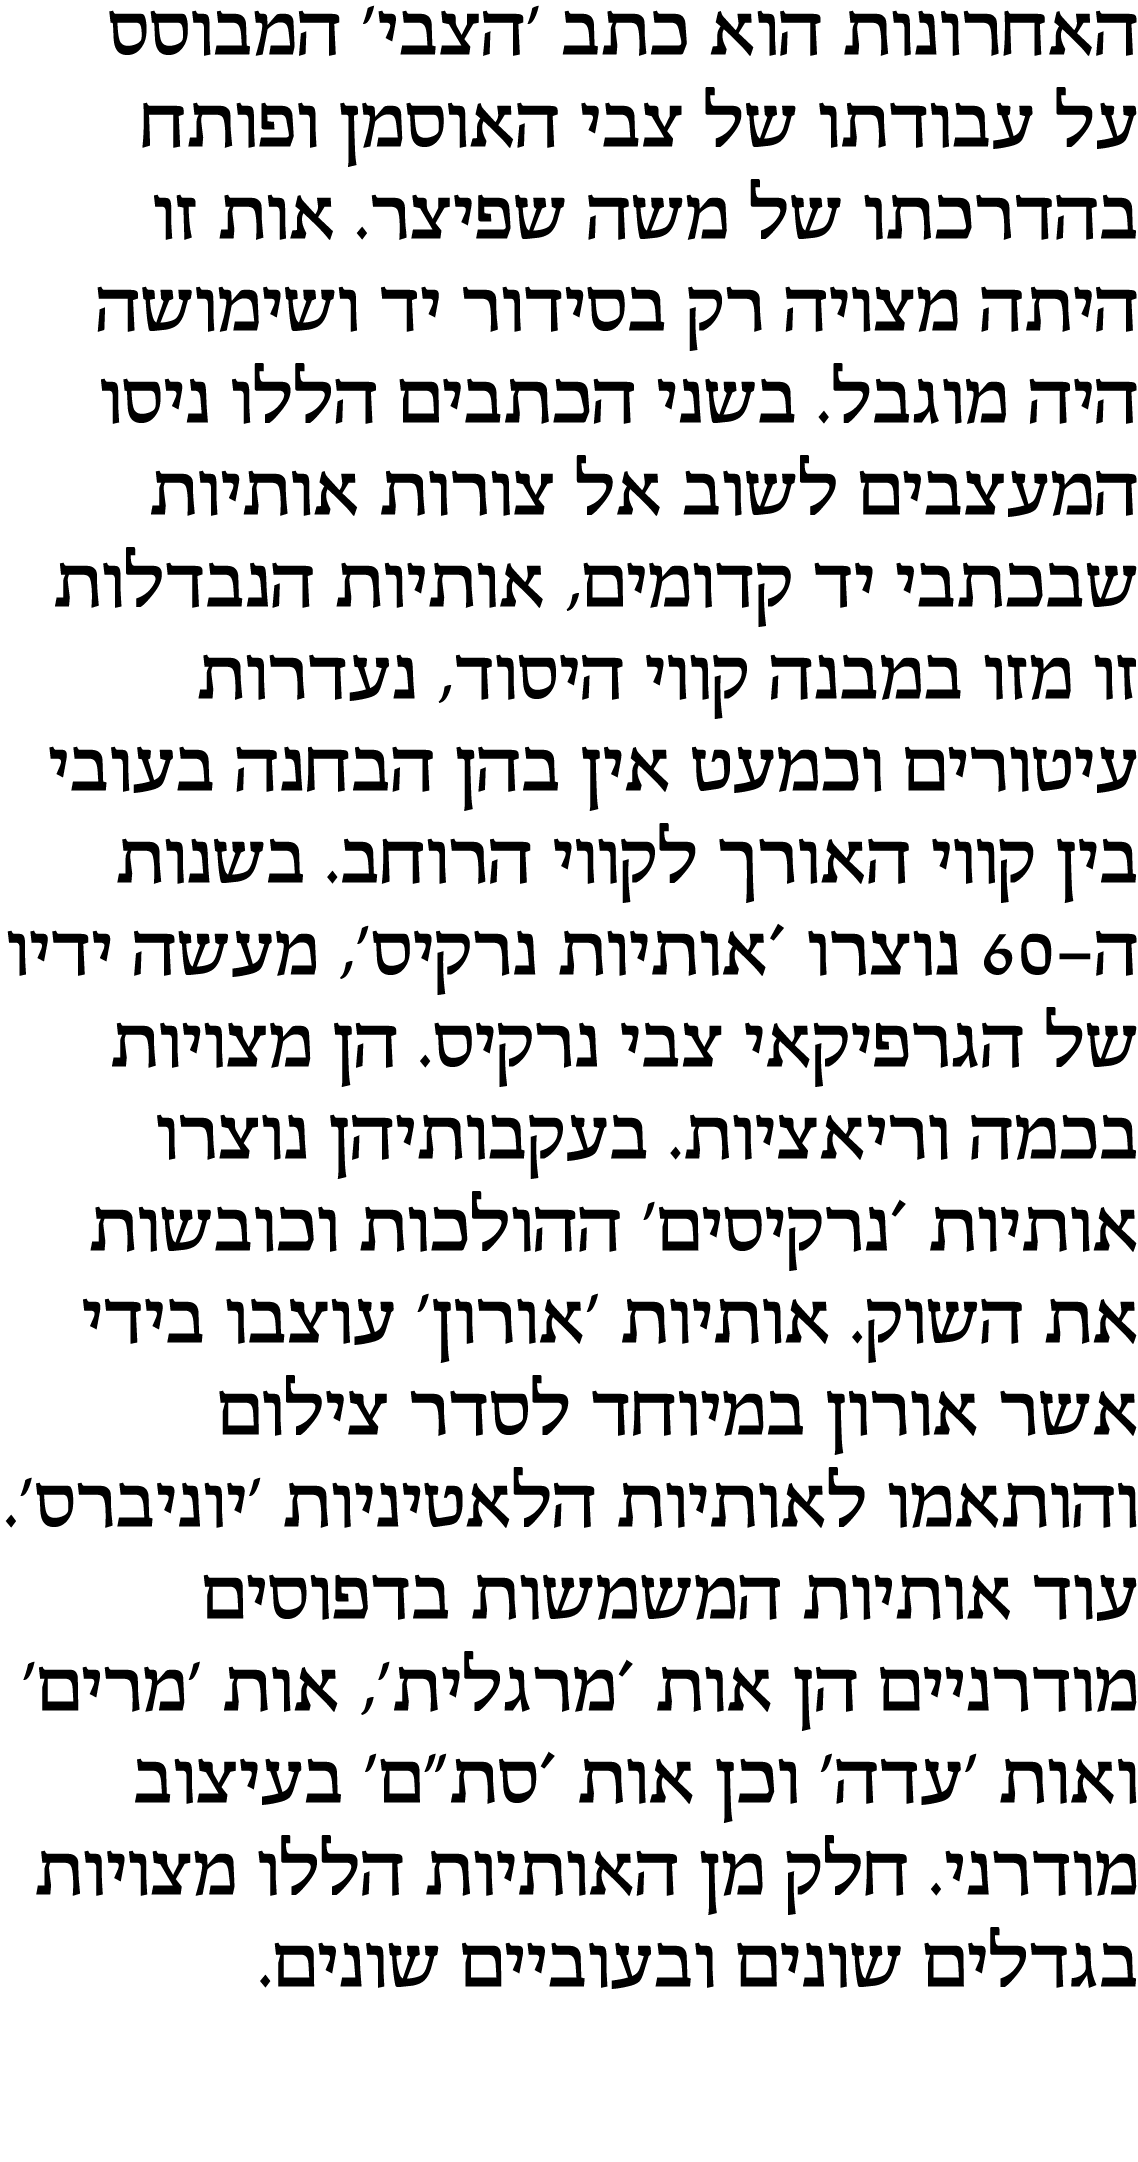 האחרונות הוא כתב 'הצבי' המבוסס
על עבודתו של צבי האוסמן ופותח
בהדרכתו של משה שפיצר. אות זו
היתה מצויה רק בסידור יד ושימושה
היה מוגבל. בשני הכתבים הללו ניסו
המעצבים לשוב אל צורות אותיות
שבכתבי יד קדומים, אותיות הנבדלות
זו מזו במבנה קווי היסוד, נעדרות
עיטורים וכמעט אין בהן הבחנה בעובי
בין קווי האורך לקווי הרוחב. בשנות
ה-60 נוצרו 'אותיות נרקיס', מעשה ידיו
של הגרפיקאי צבי נרקיס. הן מצויות
בכמה וריאציות. בעקבותיהן נוצרו
אותיות 'נרקיסים' ההולכות וכובשות
את השוק. אותיות 'אורון' עוצבו בידי
אשר אורון במיוחד לסדר צילום
והותאמו לאותיות הלאטיניות 'יוניברס'.
עוד אותיות המשמשות בדפוסים
מודרניים הן אות 'מרגלית', אות 'מרים'
ואות 'עדה' וכן אות 'סת"ם' בעיצוב
מודרני. חלק מן האותיות הללו מצויות
בגדלים שונים ובעוביים שונים.